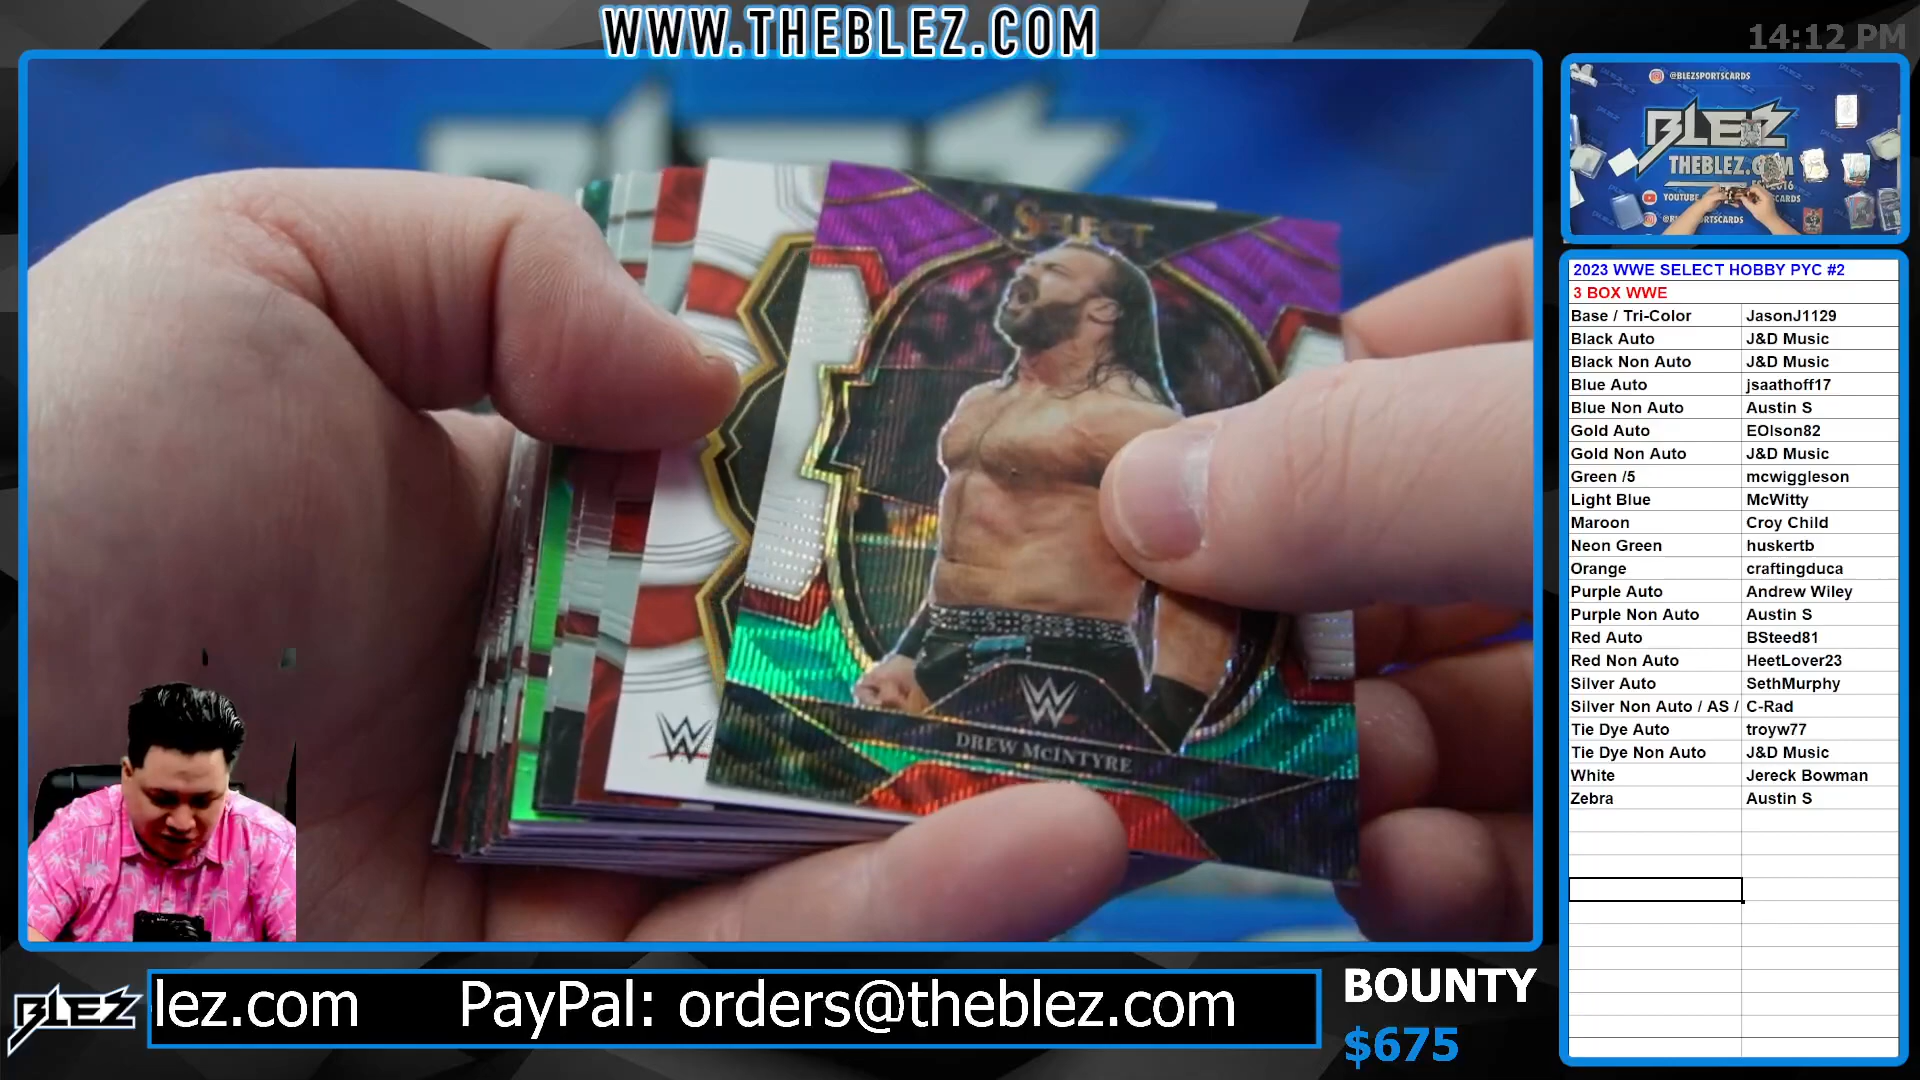 WWW.THEBLEZ.COM
14:12 PM
@BLEZSPORTSCARDS
BLEZ
THEBLEZ.COM
YOUTUBE
SELECT
W
DREW McINTYRE
W
2023 WWE SELECT HOBBY PYC #2
3 BOX WWE
Base / Tri-Color JasonJ1129
Black Auto J&D Music
Black Non Auto J&D Music
Blue Auto jsaathoff17
Blue Non Auto Austin S
Gold Auto EOlson82
Gold Non Auto J&D Music
Green /5 mcwiggleson
Light Blue McWitty
Maroon Croy Child
Neon Green huskertb
Orange craftingduca
Purple Auto Andrew Wiley
Purple Non Auto Austin S
Red Auto BSteed81
Red Non Auto HeetLover23
Silver Auto SethMurphy
Silver Non Auto / AS / C-Rad
Tie Dye Auto troyw77
Tie Dye Non Auto J&D Music
White Jereck Bowman
Zebra Austin S
BLEZ
lez.com PayPal: orders@theblez.com
BOUNTY
$675